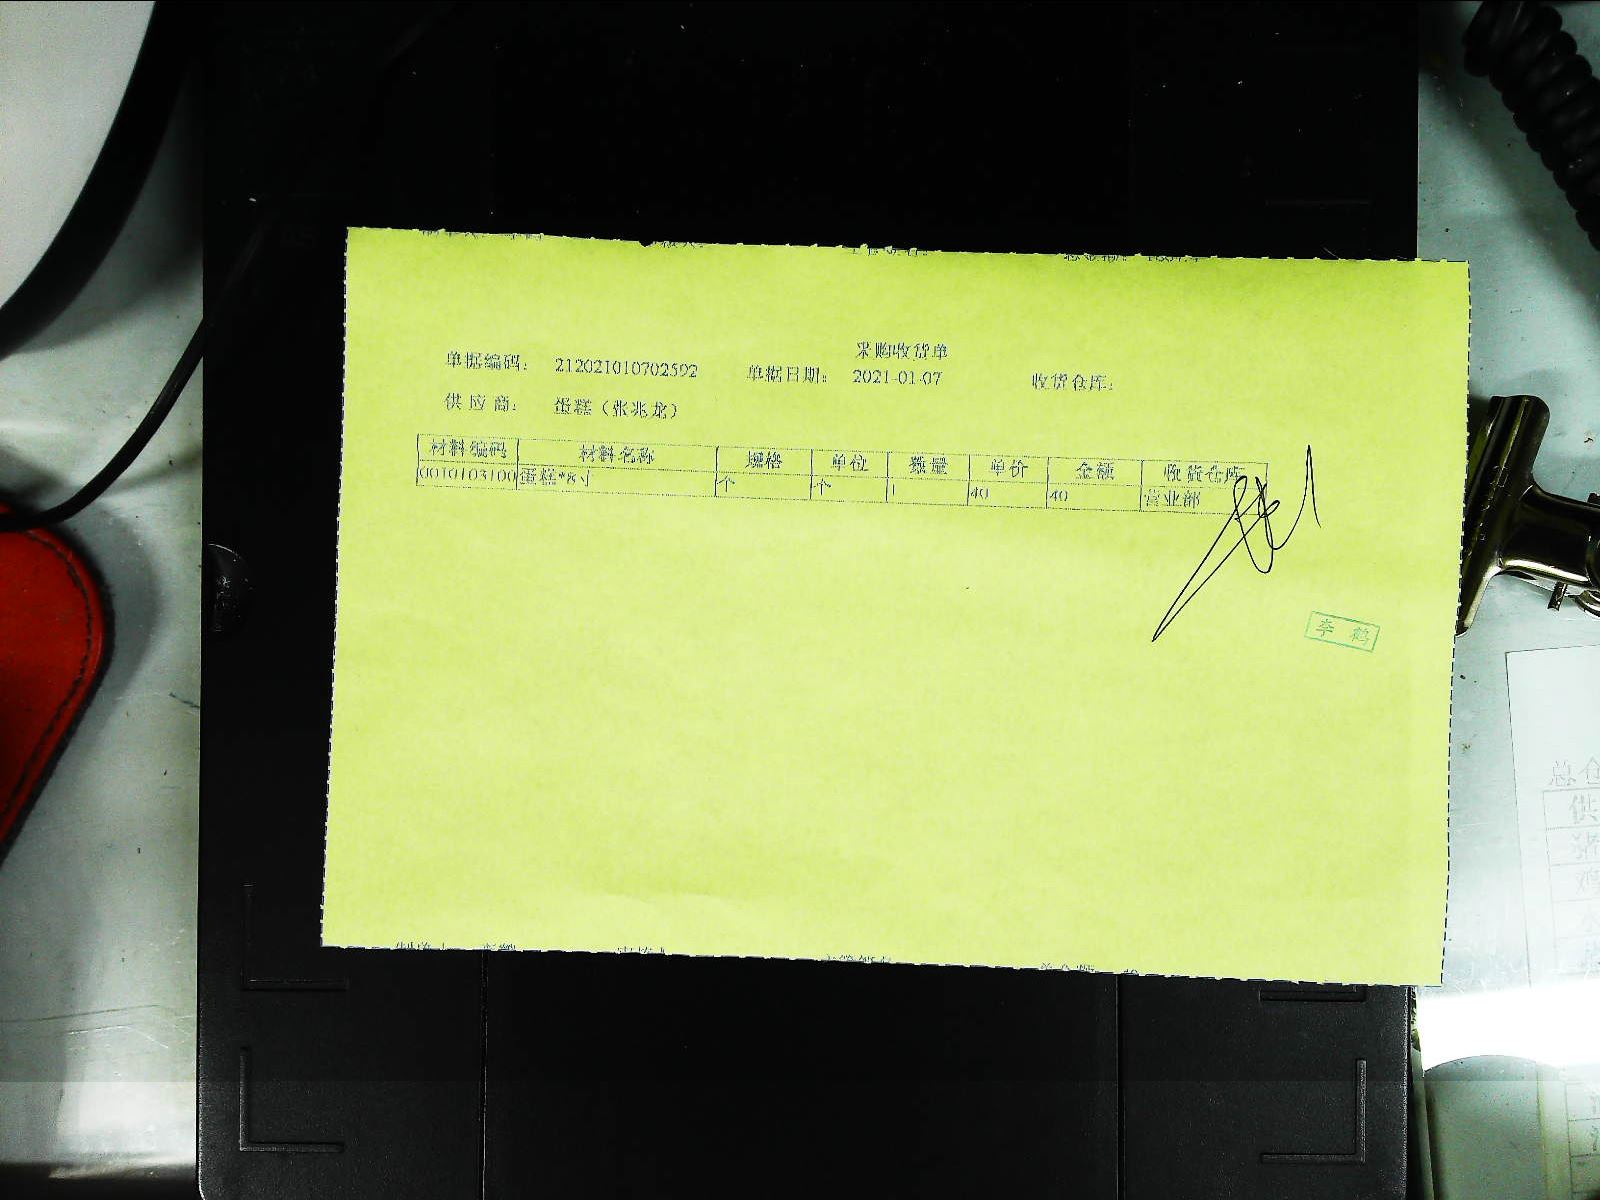 采购收货单
单据编码： 212021010702592 单据日期： 2021-01-07 收货仓库：
供应商： 蛋糕（张兆龙）
材料编码 材料名称 规格 单位 数量 单价 金额 收货仓库
0010103100 蛋糕*8寸 个 个 1 40 40 营业部
李鹤
总仓
供